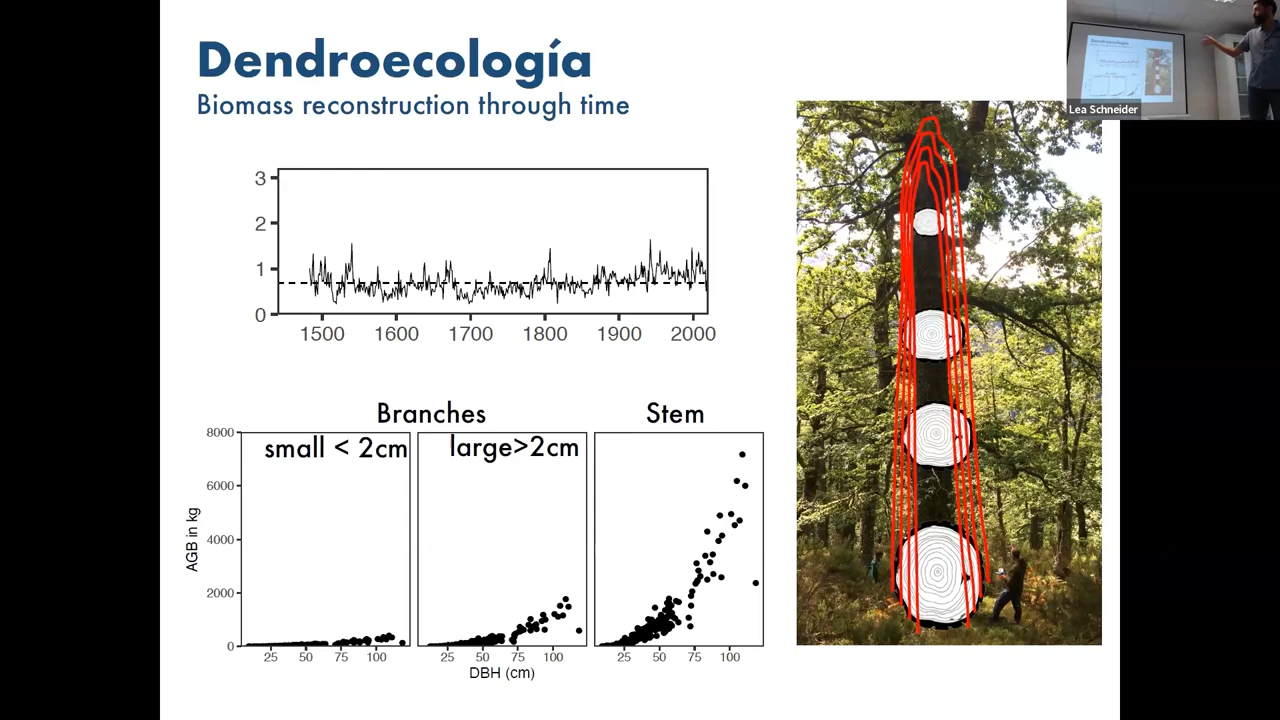 Dendroecología
Biomass reconstruction through time
Lea Schneider
3
2
1
0
1500 1600 1700 1800 1900 2000
Branches Stem
small < 2cm large>2cm
8000
6000
4000
2000
0
AGB in kg
25 50 75 100 25 50 75 100 25 50 75 100
DBH (cm)